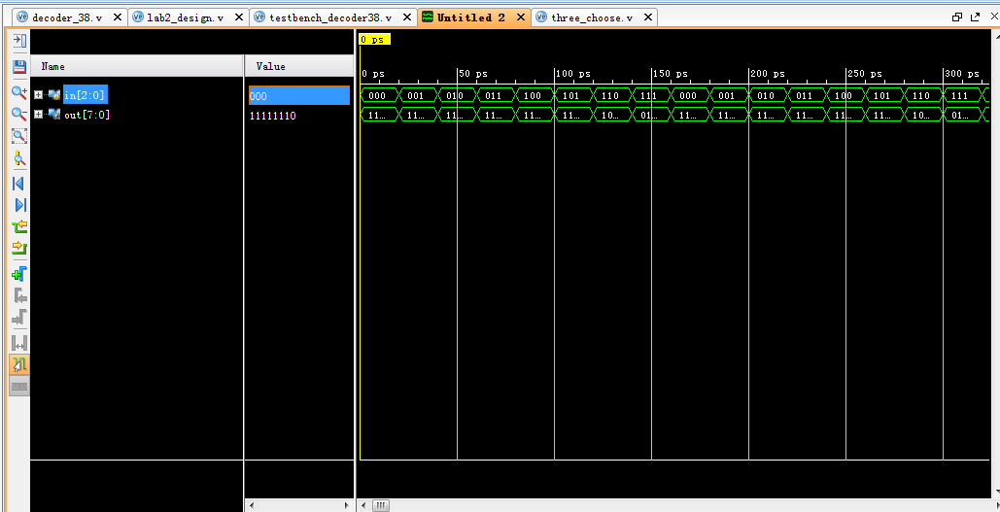 decoder_38.v lab2_design.v testbench_decoder38.v Untitled 2 three_choose.v
0 ps
Name Value
0 ps 50 ps 100 ps 150 ps 200 ps 250 ps 300 ps
in[2:0] 000 000 001 010 011 100 101 110 111 000 001 010 011 100 101 110 111
out[7:0] 11111110 11... 11... 11... 11... 11... 11... 10... 01... 11... 11... 11... 11... 11... 11... 10... 01...